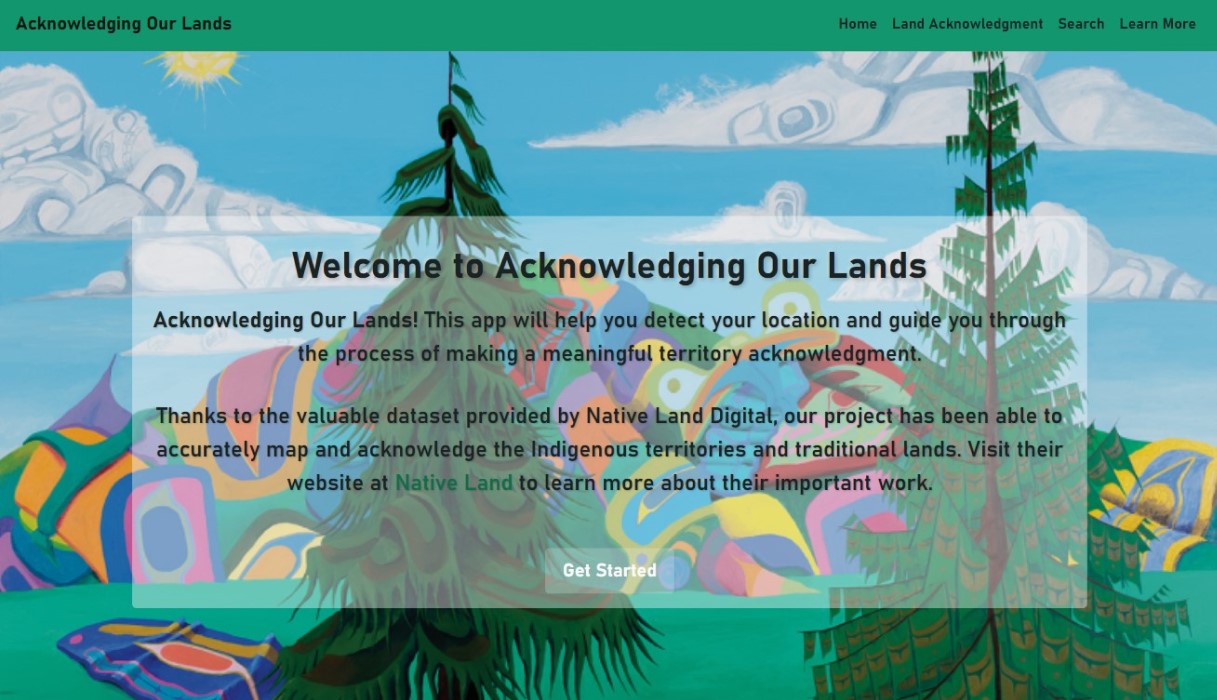 Acknowledging Our Lands
Home Land Acknowledgment Search Learn More
Welcome to Acknowledging Our Lands
Acknowledging Our Lands! This app will help you detect your location and guide you through
the process of making a meaningful territory acknowledgment.
Thanks to the valuable dataset provided by Native Land Digital, our project has been able to
accurately map and acknowledge the Indigenous territories and traditional lands. Visit their
website at Native Land to learn more about their important work.
Get Started